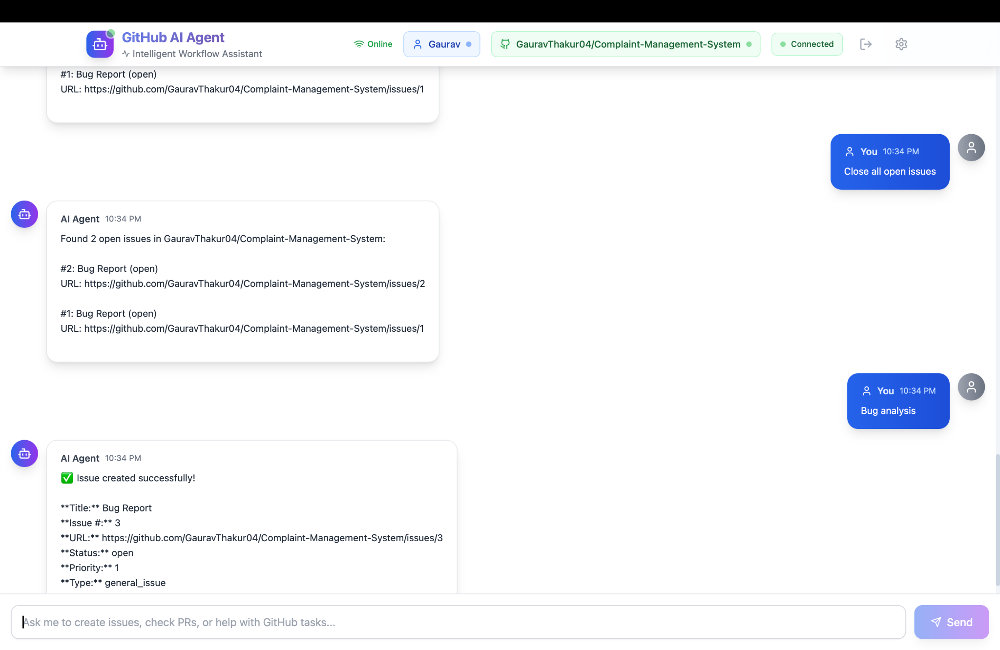 GitHub AI Agent
Intelligent Workflow Assistant
Online
Gaurav
GauravThakur04/Complaint-Management-System
Connected
#1: Bug Report (open)
URL: https://github.com/GauravThakur04/Complaint-Management-System/issues/1
You 10:34 PM
Close all open issues
AI Agent 10:34 PM
Found 2 open issues in GauravThakur04/Complaint-Management-System:
#2: Bug Report (open)
URL: https://github.com/GauravThakur04/Complaint-Management-System/issues/2
#1: Bug Report (open)
URL: https://github.com/GauravThakur04/Complaint-Management-System/issues/1
You 10:34 PM
Bug analysis
AI Agent 10:34 PM
✅ Issue created successfully!
**Title:** Bug Report
**Issue #:** 3
**URL:** https://github.com/GauravThakur04/Complaint-Management-System/issues/3
**Status:** open
**Priority:** 1
**Type:** general_issue
Ask me to create issues, check PRs, or help with GitHub tasks...
Send